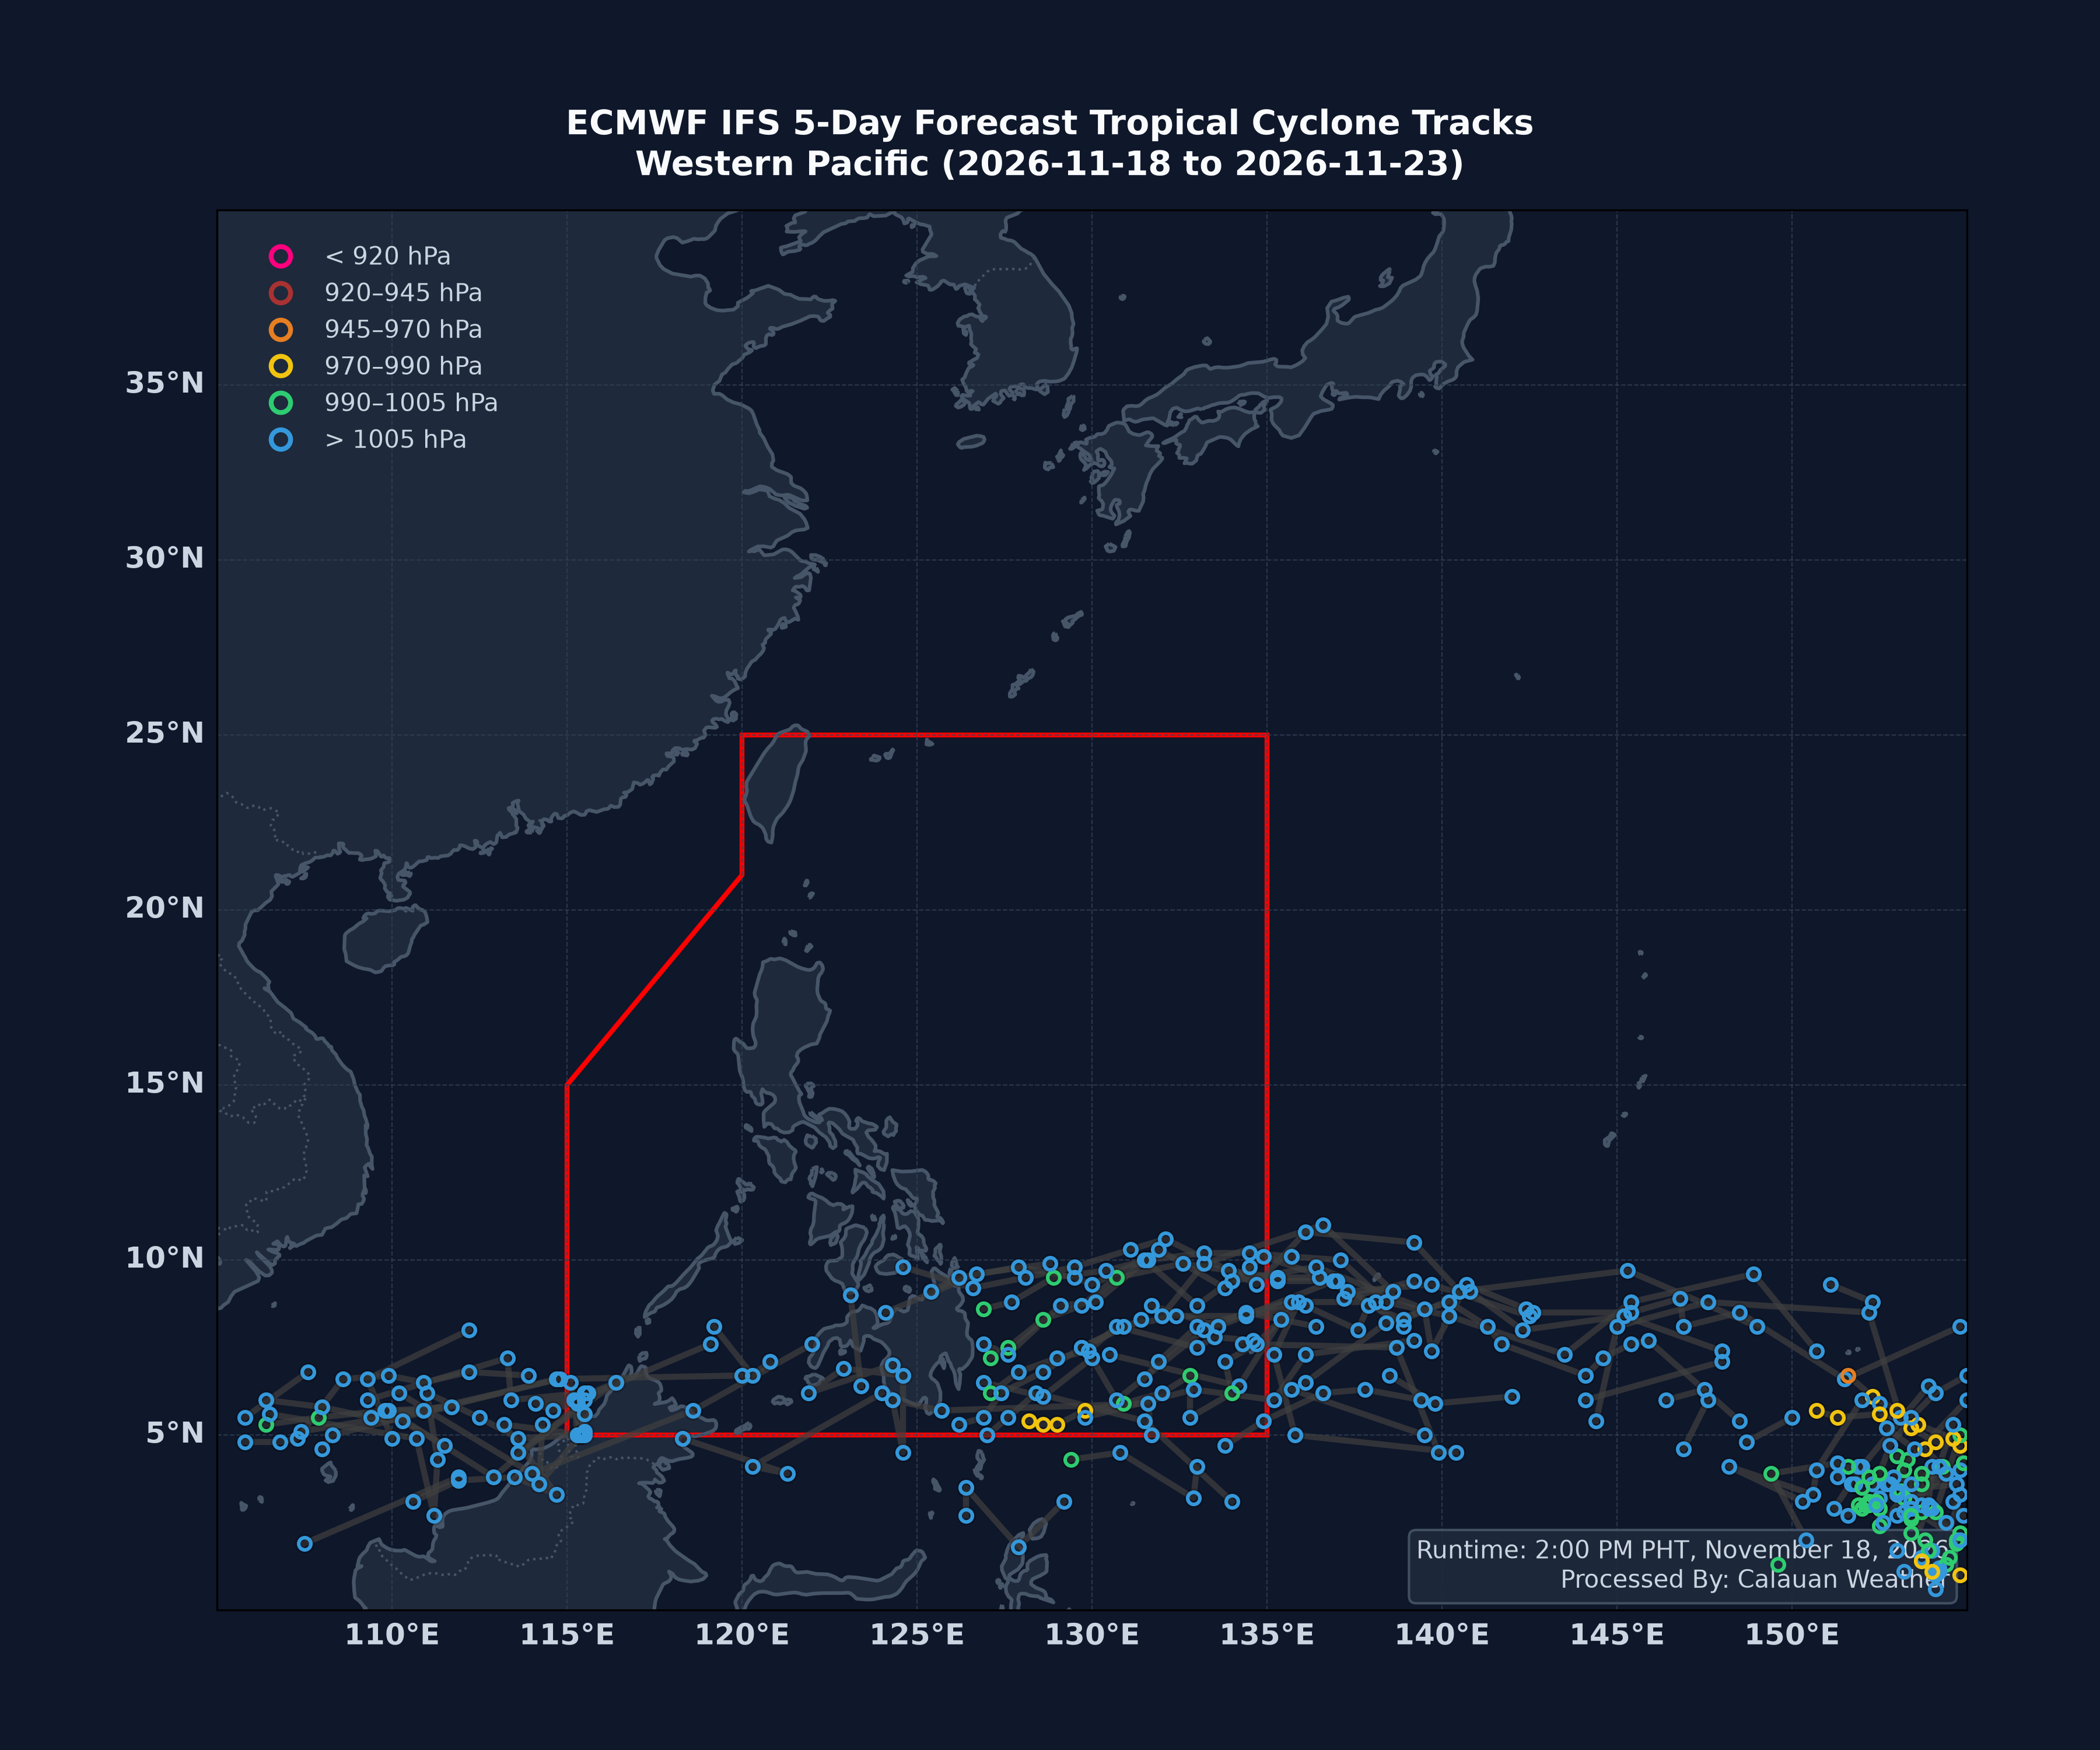 ECMWF IFS 5-Day Forecast Tropical Cyclone Tracks
Western Pacific (2026-11-18 to 2026-11-23)
< 920 hPa
920–945 hPa
945–970 hPa
970–990 hPa
990–1005 hPa
> 1005 hPa
35°N
30°N
25°N
20°N
15°N
10°N
5°N
Runtime: 2:00 PM PHT, November 18, 2026
Processed By: Calauan Weather
110°E
115°E
120°E
125°E
130°E
135°E
140°E
145°E
150°E